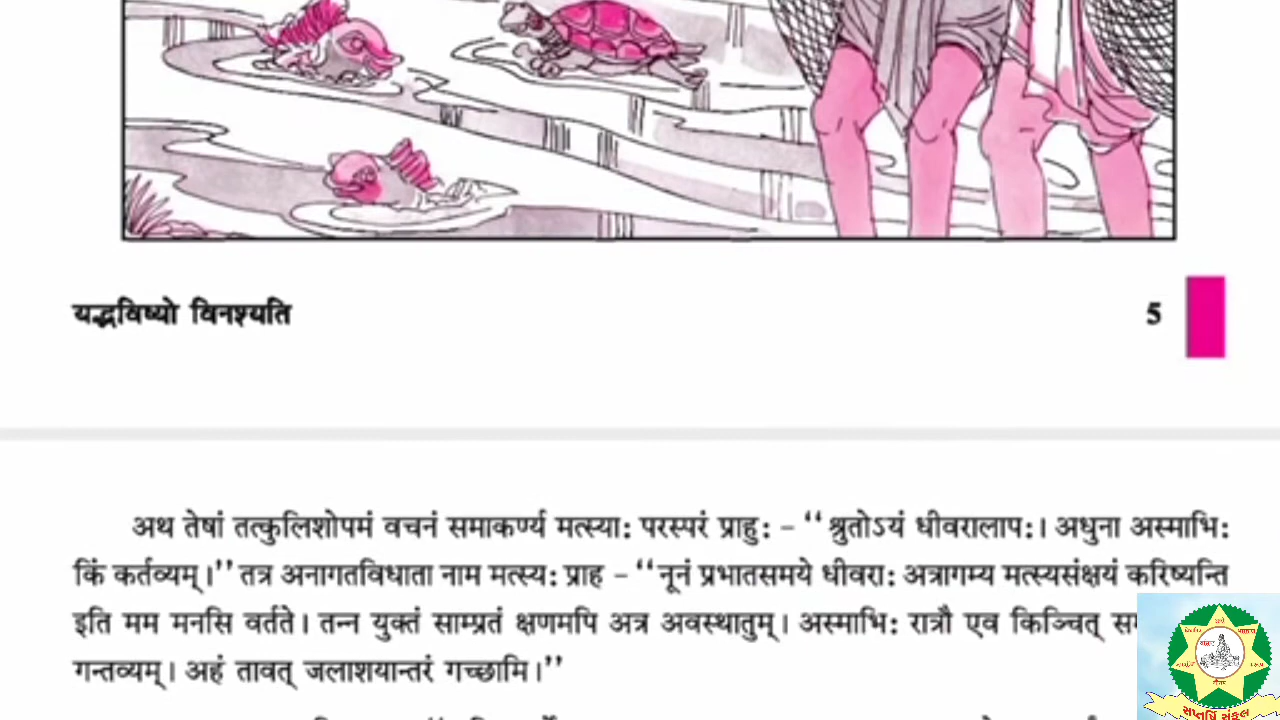 यद्भविष्यो विनश्यति 5
अथ तेषां तत्कुलिशोपमं वचनं समाकर्ण्य मत्स्याः परस्परं प्राहुः – “श्रुतोऽयं धीवरालापः। अधुना अस्माभिः
किं कर्तव्यम्।” तत्र अनागतविधाता नाम मत्स्यः प्राह – “नूनं प्रभातसमये धीवराः अत्रागम्य मत्स्यसंक्षयं करिष्यन्ति
इति मम मनसि वर्तते। तन्न युक्तं साम्प्रतं क्षणमपि अत्र अवस्थातुम्। अस्माभिः रात्रौ एव किञ्चित्
गन्तव्यम्। अहं तावत् जलाशयान्तरं गच्छामि।”
સપ્તર્ષિ સંકુલ